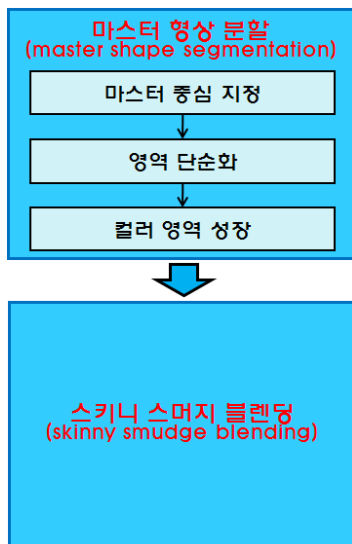 마스터 형상 분할
(master shape segmentation)
마스터 중심 지정
영역 단순화
컬러 영역 성장
스키니 스머지 블렌딩
(skinny smudge blending)